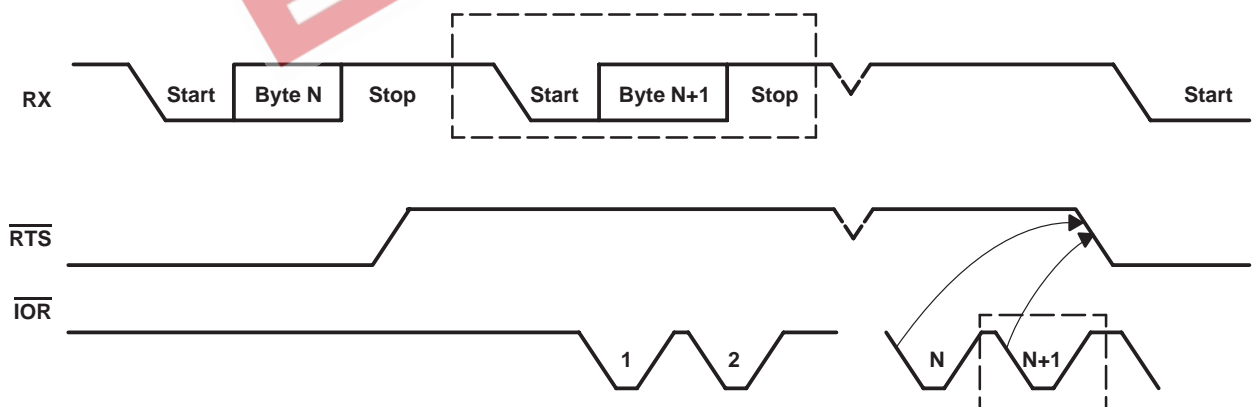 RX Start Byte N Stop Start Byte N+1 Stop Start
RTS
IOR
1 2 N N+1